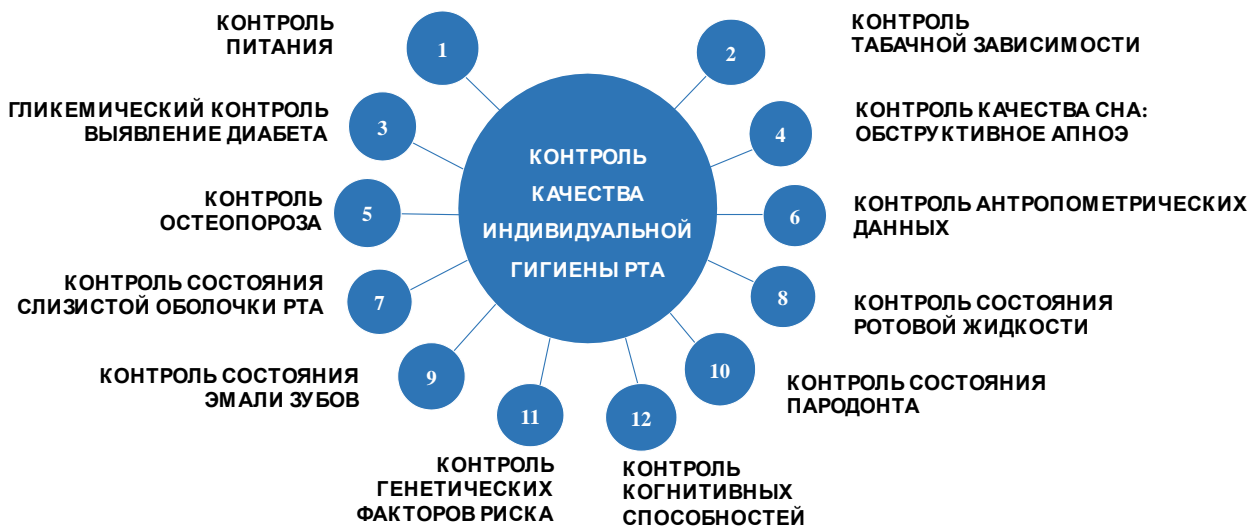 КОНТРОЛЬ
ПИТАНИЯ
1
2
КОНТРОЛЬ
ТАБАЧНОЙ ЗАВИСИМОСТИ
ГЛИКЕМИЧЕСКИЙ КОНТРОЛЬ
ВЫЯВЛЕНИЕ ДИАБЕТА
3
4
КОНТРОЛЬ КАЧЕСТВА СНА:
ОБСТРУКТИВНОЕ АПНОЭ
КОНТРОЛЬ
КАЧЕСТВА
ИНДИВИДУАЛЬНОЙ
ГИГИЕНЫ РТА
КОНТРОЛЬ
ОСТЕОПОРОЗА
5
6
КОНТРОЛЬ АНТРОПОМЕТРИЧЕСКИХ
ДАННЫХ
КОНТРОЛЬ СОСТОЯНИЯ
СЛИЗИСТОЙ ОБОЛОЧКИ РТА
7
8
КОНТРОЛЬ СОСТОЯНИЯ
РОТОВОЙ ЖИДКОСТИ
КОНТРОЛЬ СОСТОЯНИЯ
ЭМАЛИ ЗУБОВ
9
10
КОНТРОЛЬ СОСТОЯНИЯ
ПАРОДОНТА
11
12
КОНТРОЛЬ
ГЕНЕТИЧЕСКИХ
ФАКТОРОВ РИСКА
КОНТРОЛЬ
КОГНИТИВНЫХ
СПОСОБНОСТЕЙ